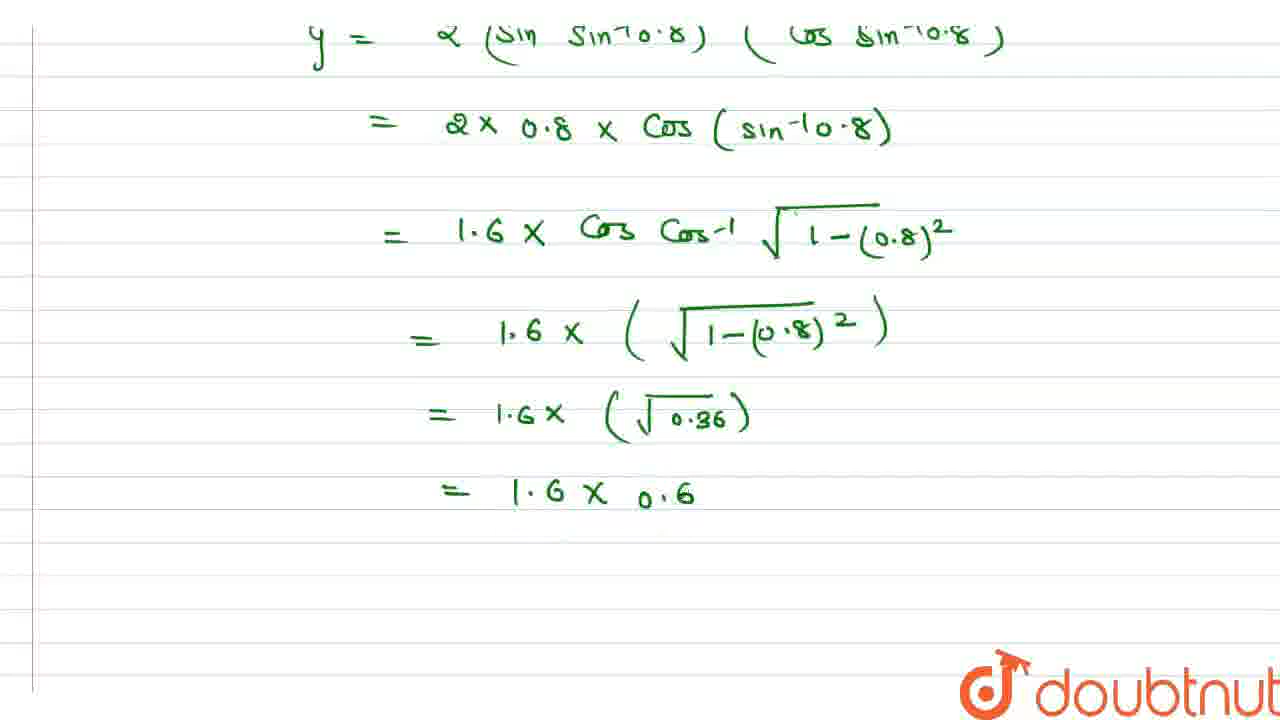 y = 2 (sin sin⁻¹0.8) ( cos sin⁻¹0.8 )
= 2 × 0.8 × Cos (sin⁻¹0.8)
= 1.6 × Cos Cos⁻¹ √1-(0.8)²
= 1.6 × (√1-(0.8)²)
= 1.6 × (√0.36)
= 1.6 × 0.6
doubtnut